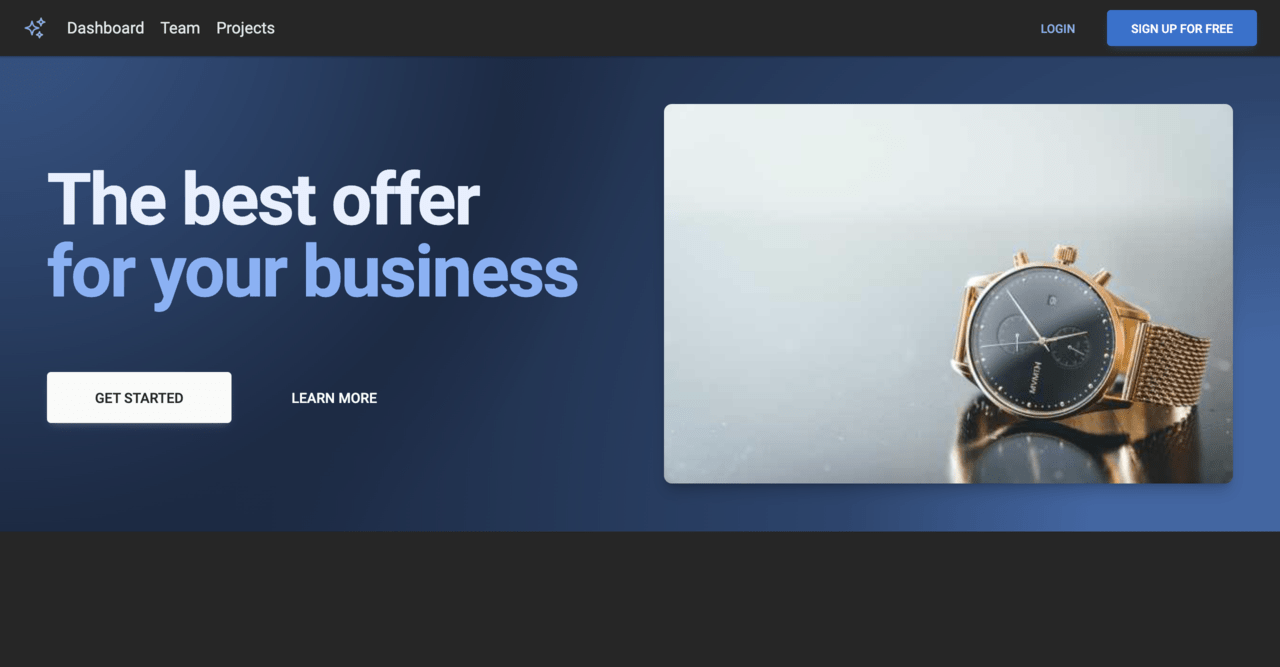 Dashboard Team Projects LOGIN SIGN UP FOR FREE
The best offer
for your business
GET STARTED LEARN MORE
MVMT